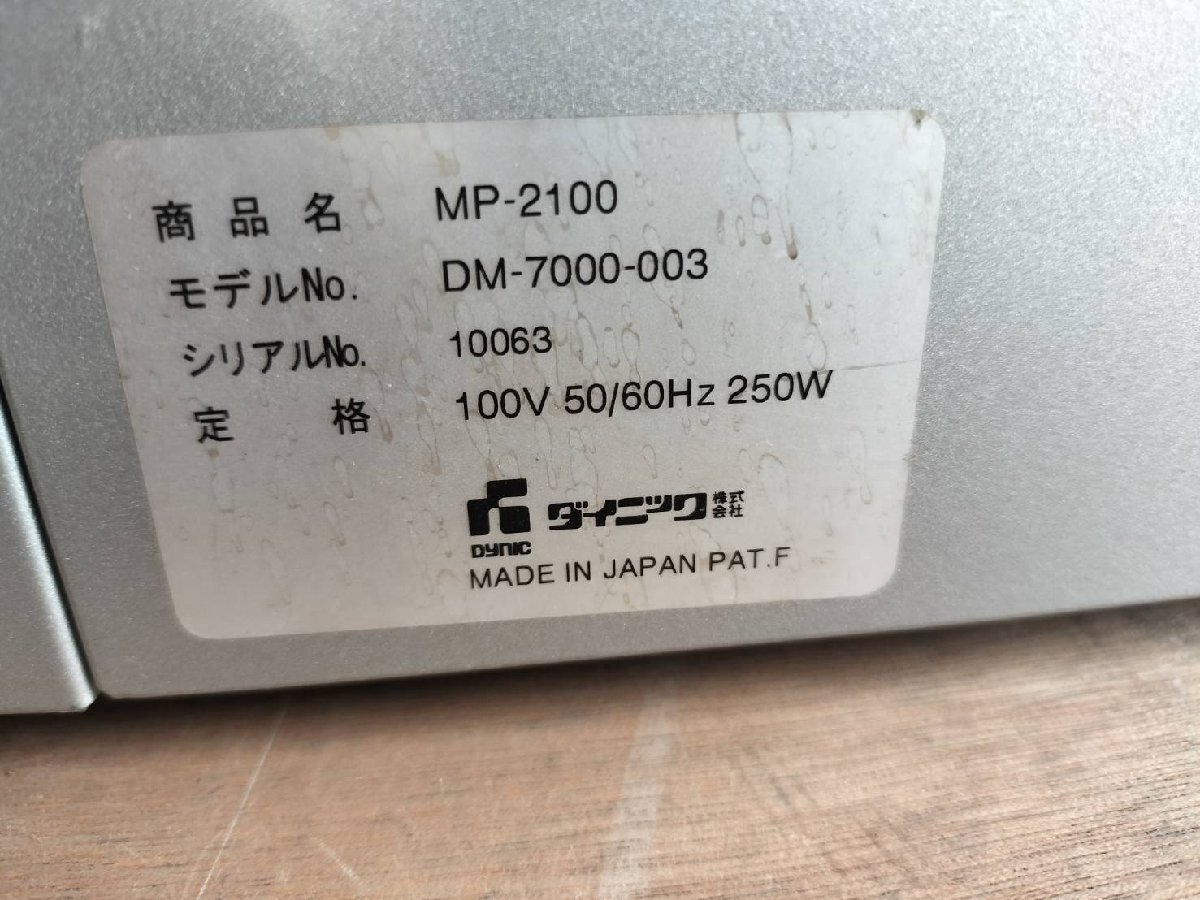 商品名 MP-2100
モデルNo. DM-7000-003
シリアルNo. 10063
定格 100V 50/60Hz 250W
ダイニック株式会社
DYNIC
MADE IN JAPAN PAT.F